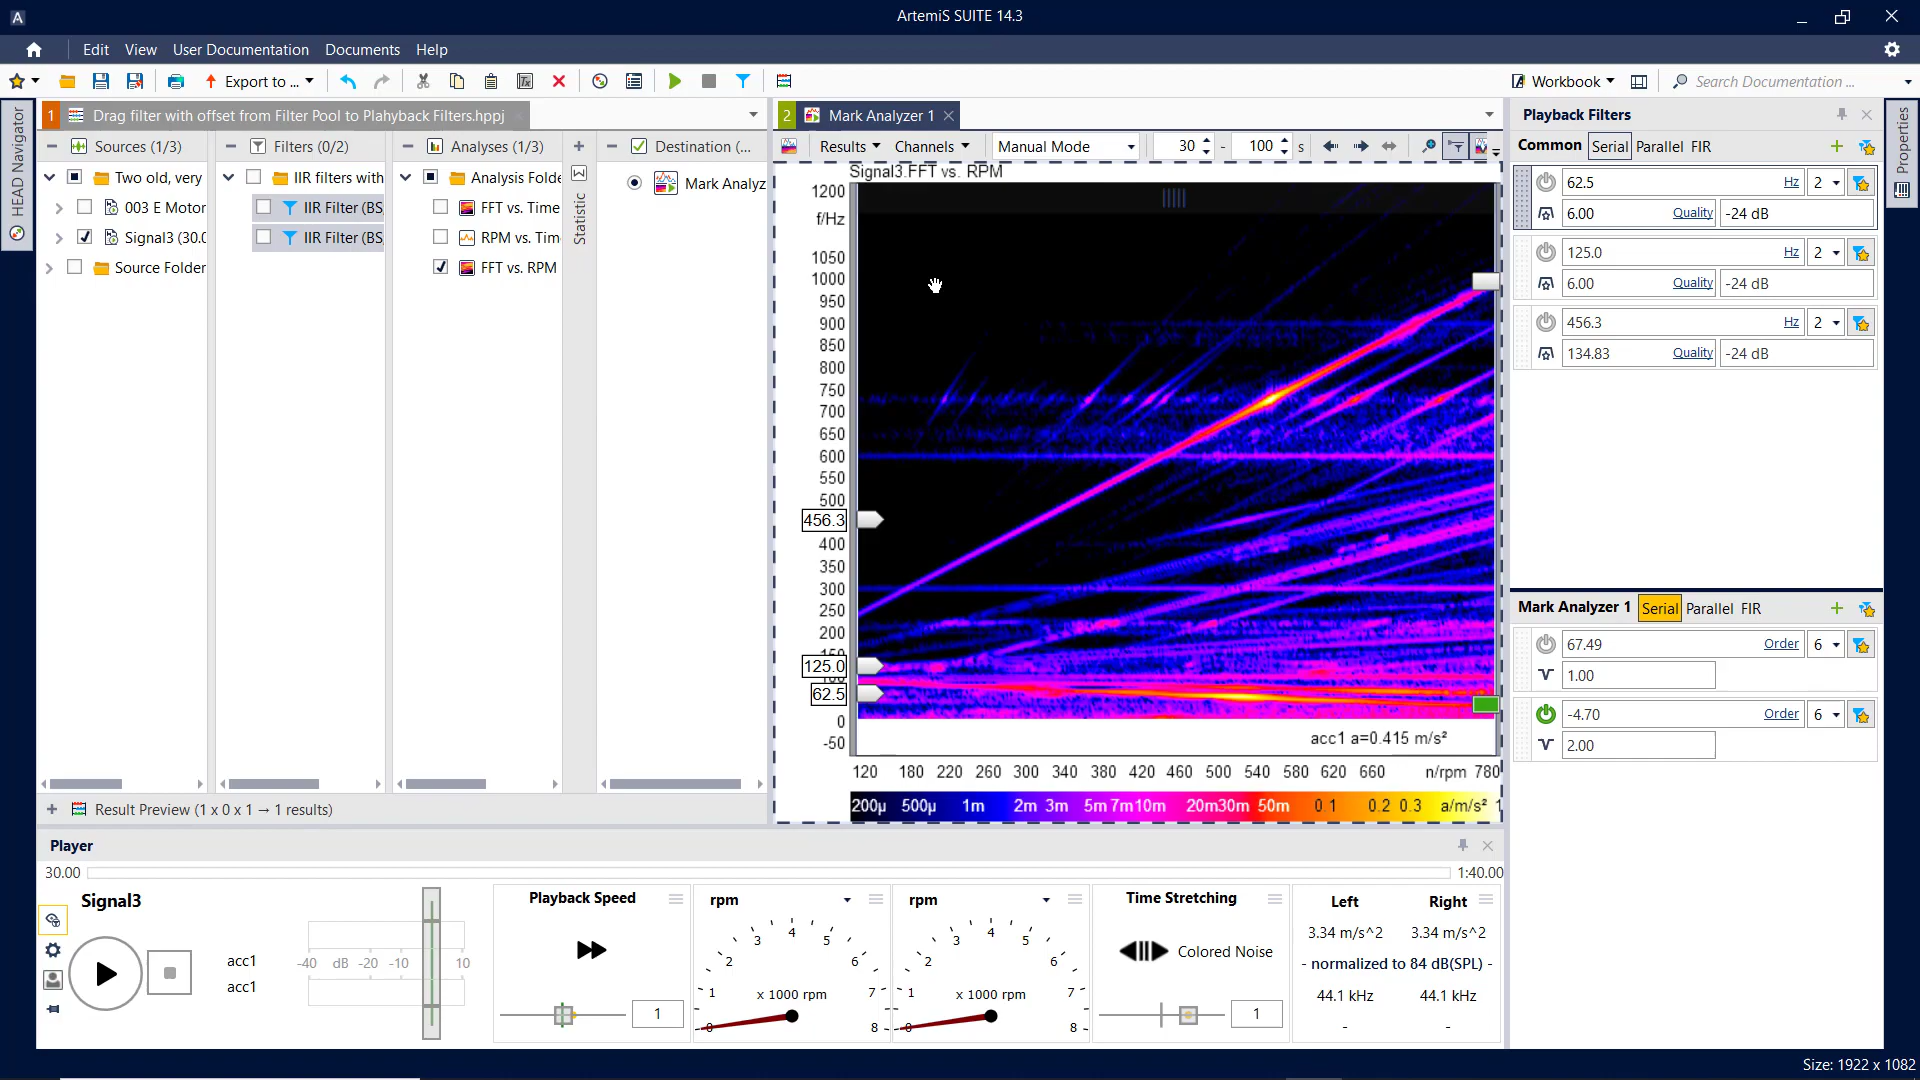 A
ArtemiS SUITE 14.3
Edit View User Documentation Documents Help
Export to ...
Workbook
Search Documentation ...
HEAD Navigator
1 Drag filter with offset from Filter Pool to Plahyback Filters.hppj
Sources (1/3)
Two old, very
003 E Motor
Signal3 (30.0
Source Folder
Filters (0/2)
IIR filters with
IIR Filter (BS,
IIR Filter (BS,
Analyses (1/3)
Analysis Folde
FFT vs. Time
RPM vs. Tim
FFT vs. RPM
Statistic
Destination (...
Mark Analyz
Result Preview (1 x 0 x 1 → 1 results)
2 Mark Analyzer 1
Results Channels Manual Mode 30 - 100 s
Signal3.FFT vs. RPM
1200
f/Hz
1050
1000
950
900
850
800
750
700
650
600
550
500
456.3
400
350
300
250
200
125.0
62.5
0
-50
acc1 a=0.415 m/s²
120 180 220 260 300 340 380 420 460 500 540 580 620 660 n/rpm 780
200µ 500µ 1m 2m 3m 5m 7m 10m 20m 30m 50m 0.1 0.2 0.3 a/m/s² 1
Playback Filters
Common Serial Parallel FIR
62.5 Hz 2
6.00 Quality -24 dB
125.0 Hz 2
6.00 Quality -24 dB
456.3 Hz 2
134.83 Quality -24 dB
Mark Analyzer 1 Serial Parallel FIR
67.49 Order 6
1.00
-4.70 Order 6
2.00
Properties
Player
30.00 1:40.00
Signal3
acc1
acc1
-40 dB -20 -10 10
Playback Speed
1
rpm
0 1 2 3 4 5 6 7 8
x 1000 rpm
rpm
0 1 2 3 4 5 6 7 8
x 1000 rpm
Time Stretching
Colored Noise
1
Left Right
3.34 m/s^2 3.34 m/s^2
- normalized to 84 dB(SPL) -
44.1 kHz 44.1 kHz
- -
Size: 1922 x 1082